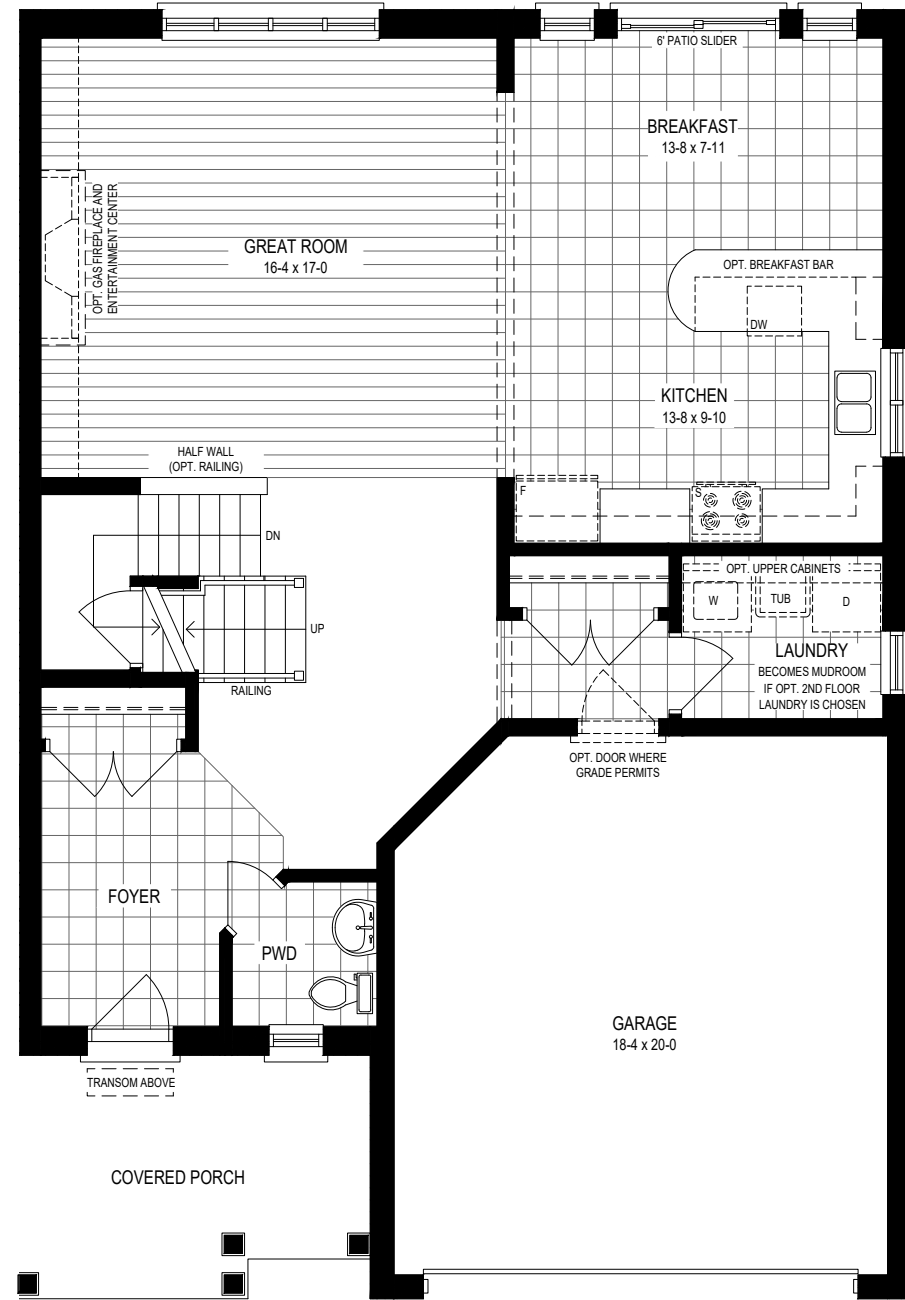 6' PATIO SLIDER
BREAKFAST
13-8 x 7-11
OPT. GAS FIREPLACE AND
ENTERTAINMENT CENTER
GREAT ROOM
16-4 x 17-0
OPT. BREAKFAST BAR
DW
KITCHEN
13-8 x 9-10
HALF WALL
(OPT. RAILING)
F
S
DN
OPT. UPPER CABINETS
W
TUB
D
UP
LAUNDRY
BECOMES MUDROOM
IF OPT. 2ND FLOOR
LAUNDRY IS CHOSEN
RAILING
OPT. DOOR WHERE
GRADE PERMITS
FOYER
PWD
GARAGE
18-4 x 20-0
TRANSOM ABOVE
COVERED PORCH